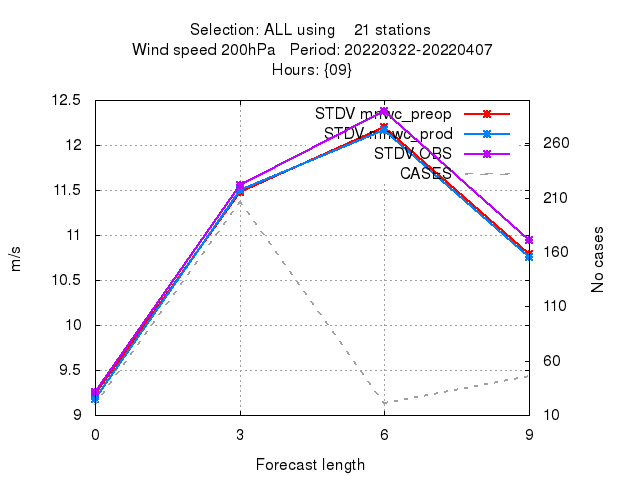 Selection: ALL using 21 stations
Wind speed 200hPa Period: 20220322-20220407
Hours: {09}
12.5
12
11.5
11
10.5
10
9.5
9
m/s
STDV mnwc_preop
STDV mnwc_prod
STDV OBS
CASES
260
210
160
110
60
10
No cases
0 3 6 9
Forecast length